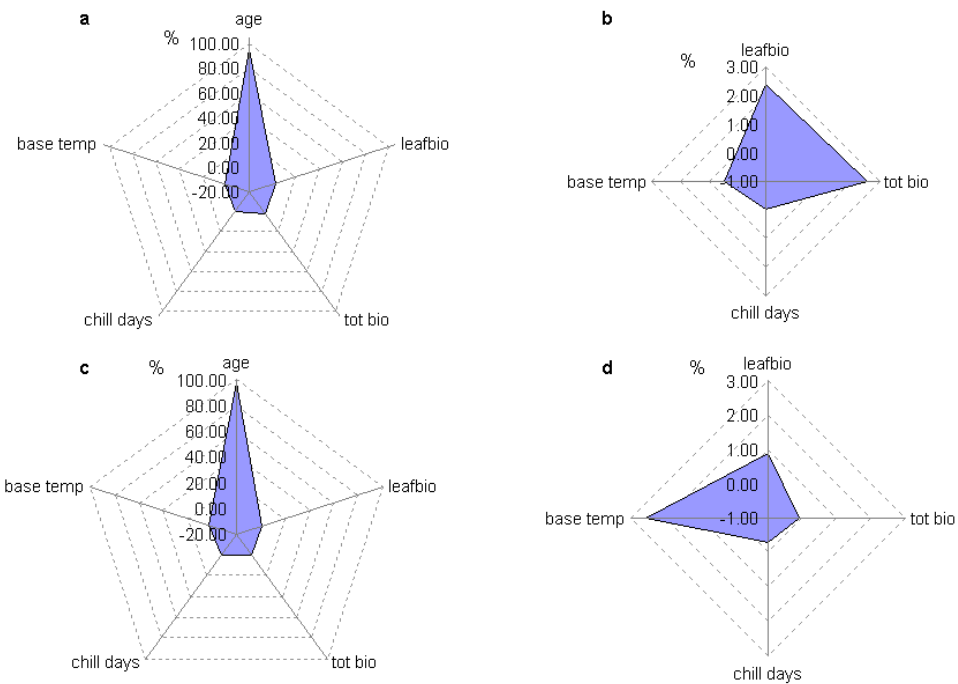 a
age
%
100.00
80.00
60.00
40.00
20.00
0.00
-20.00
base temp
leafbio
chill days
tot bio
b
leafbio
%
3.00
2.00
1.00
0.00
-1.00
base temp
tot bio
chill days
c
age
%
100.00
80.00
60.00
40.00
20.00
0.00
-20.00
base temp
leafbio
chill days
tot bio
d
leafbio
%
3.00
2.00
1.00
0.00
-1.00
base temp
tot bio
chill days